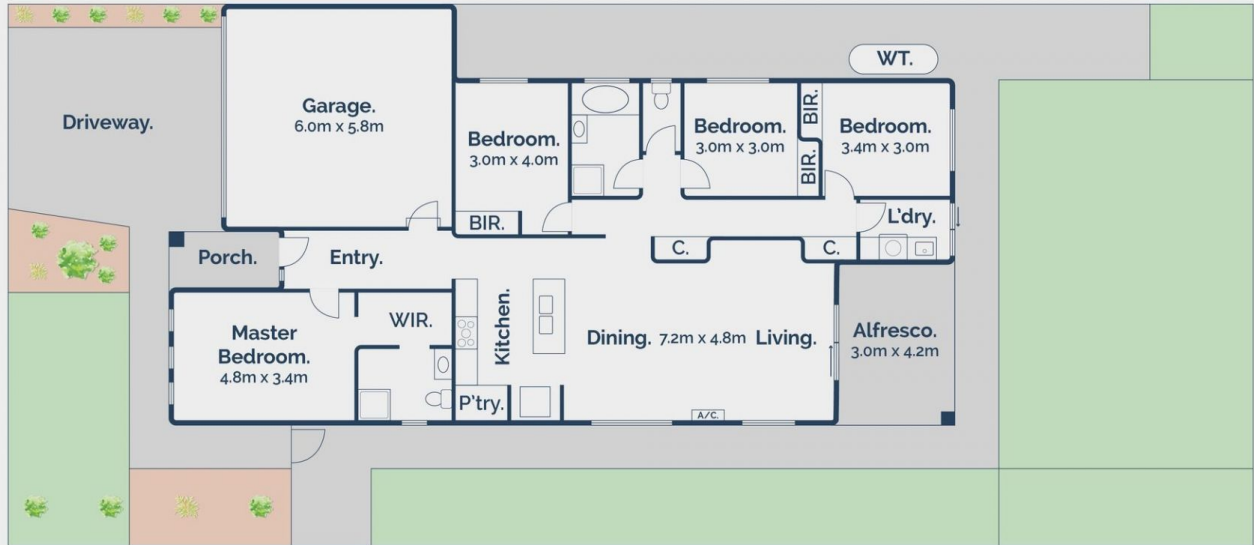 WT.
Driveway.
Garage.
6.0m x 5.8m
Bedroom.
3.0m x 4.0m
BIR.
Bedroom.
3.0m x 3.0m
BIR.
BIR.
Bedroom.
3.4m x 3.0m
L'dry.
Porch.
Entry.
C.
C.
WIR.
Master
Bedroom.
4.8m x 3.4m
Kitchen.
P'try.
Dining. 7.2m x 4.8m Living.
A/C.
Alfresco.
3.0m x 4.2m